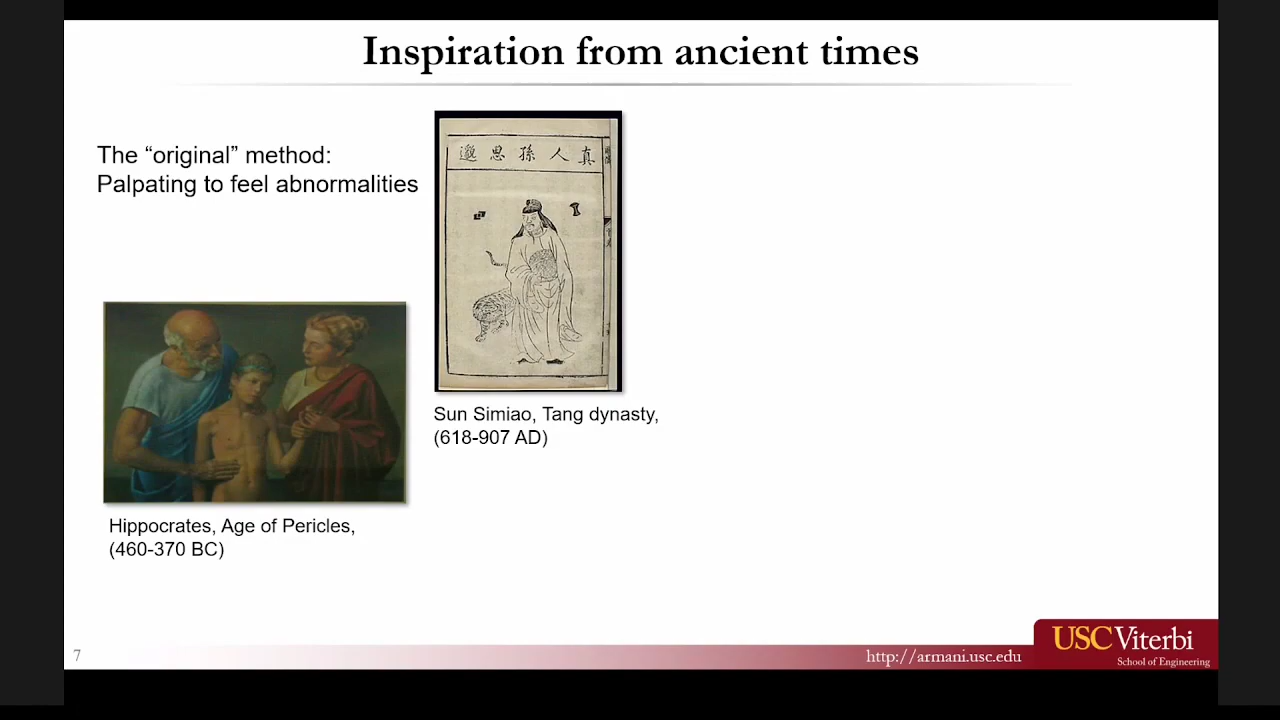 Inspiration from ancient times
The “original” method:
Palpating to feel abnormalities
真人孫思邈
Sun Simiao, Tang dynasty,
(618-907 AD)
Hippocrates, Age of Pericles,
(460-370 BC)
7
http://armani.usc.edu
USC Viterbi
School of Engineering